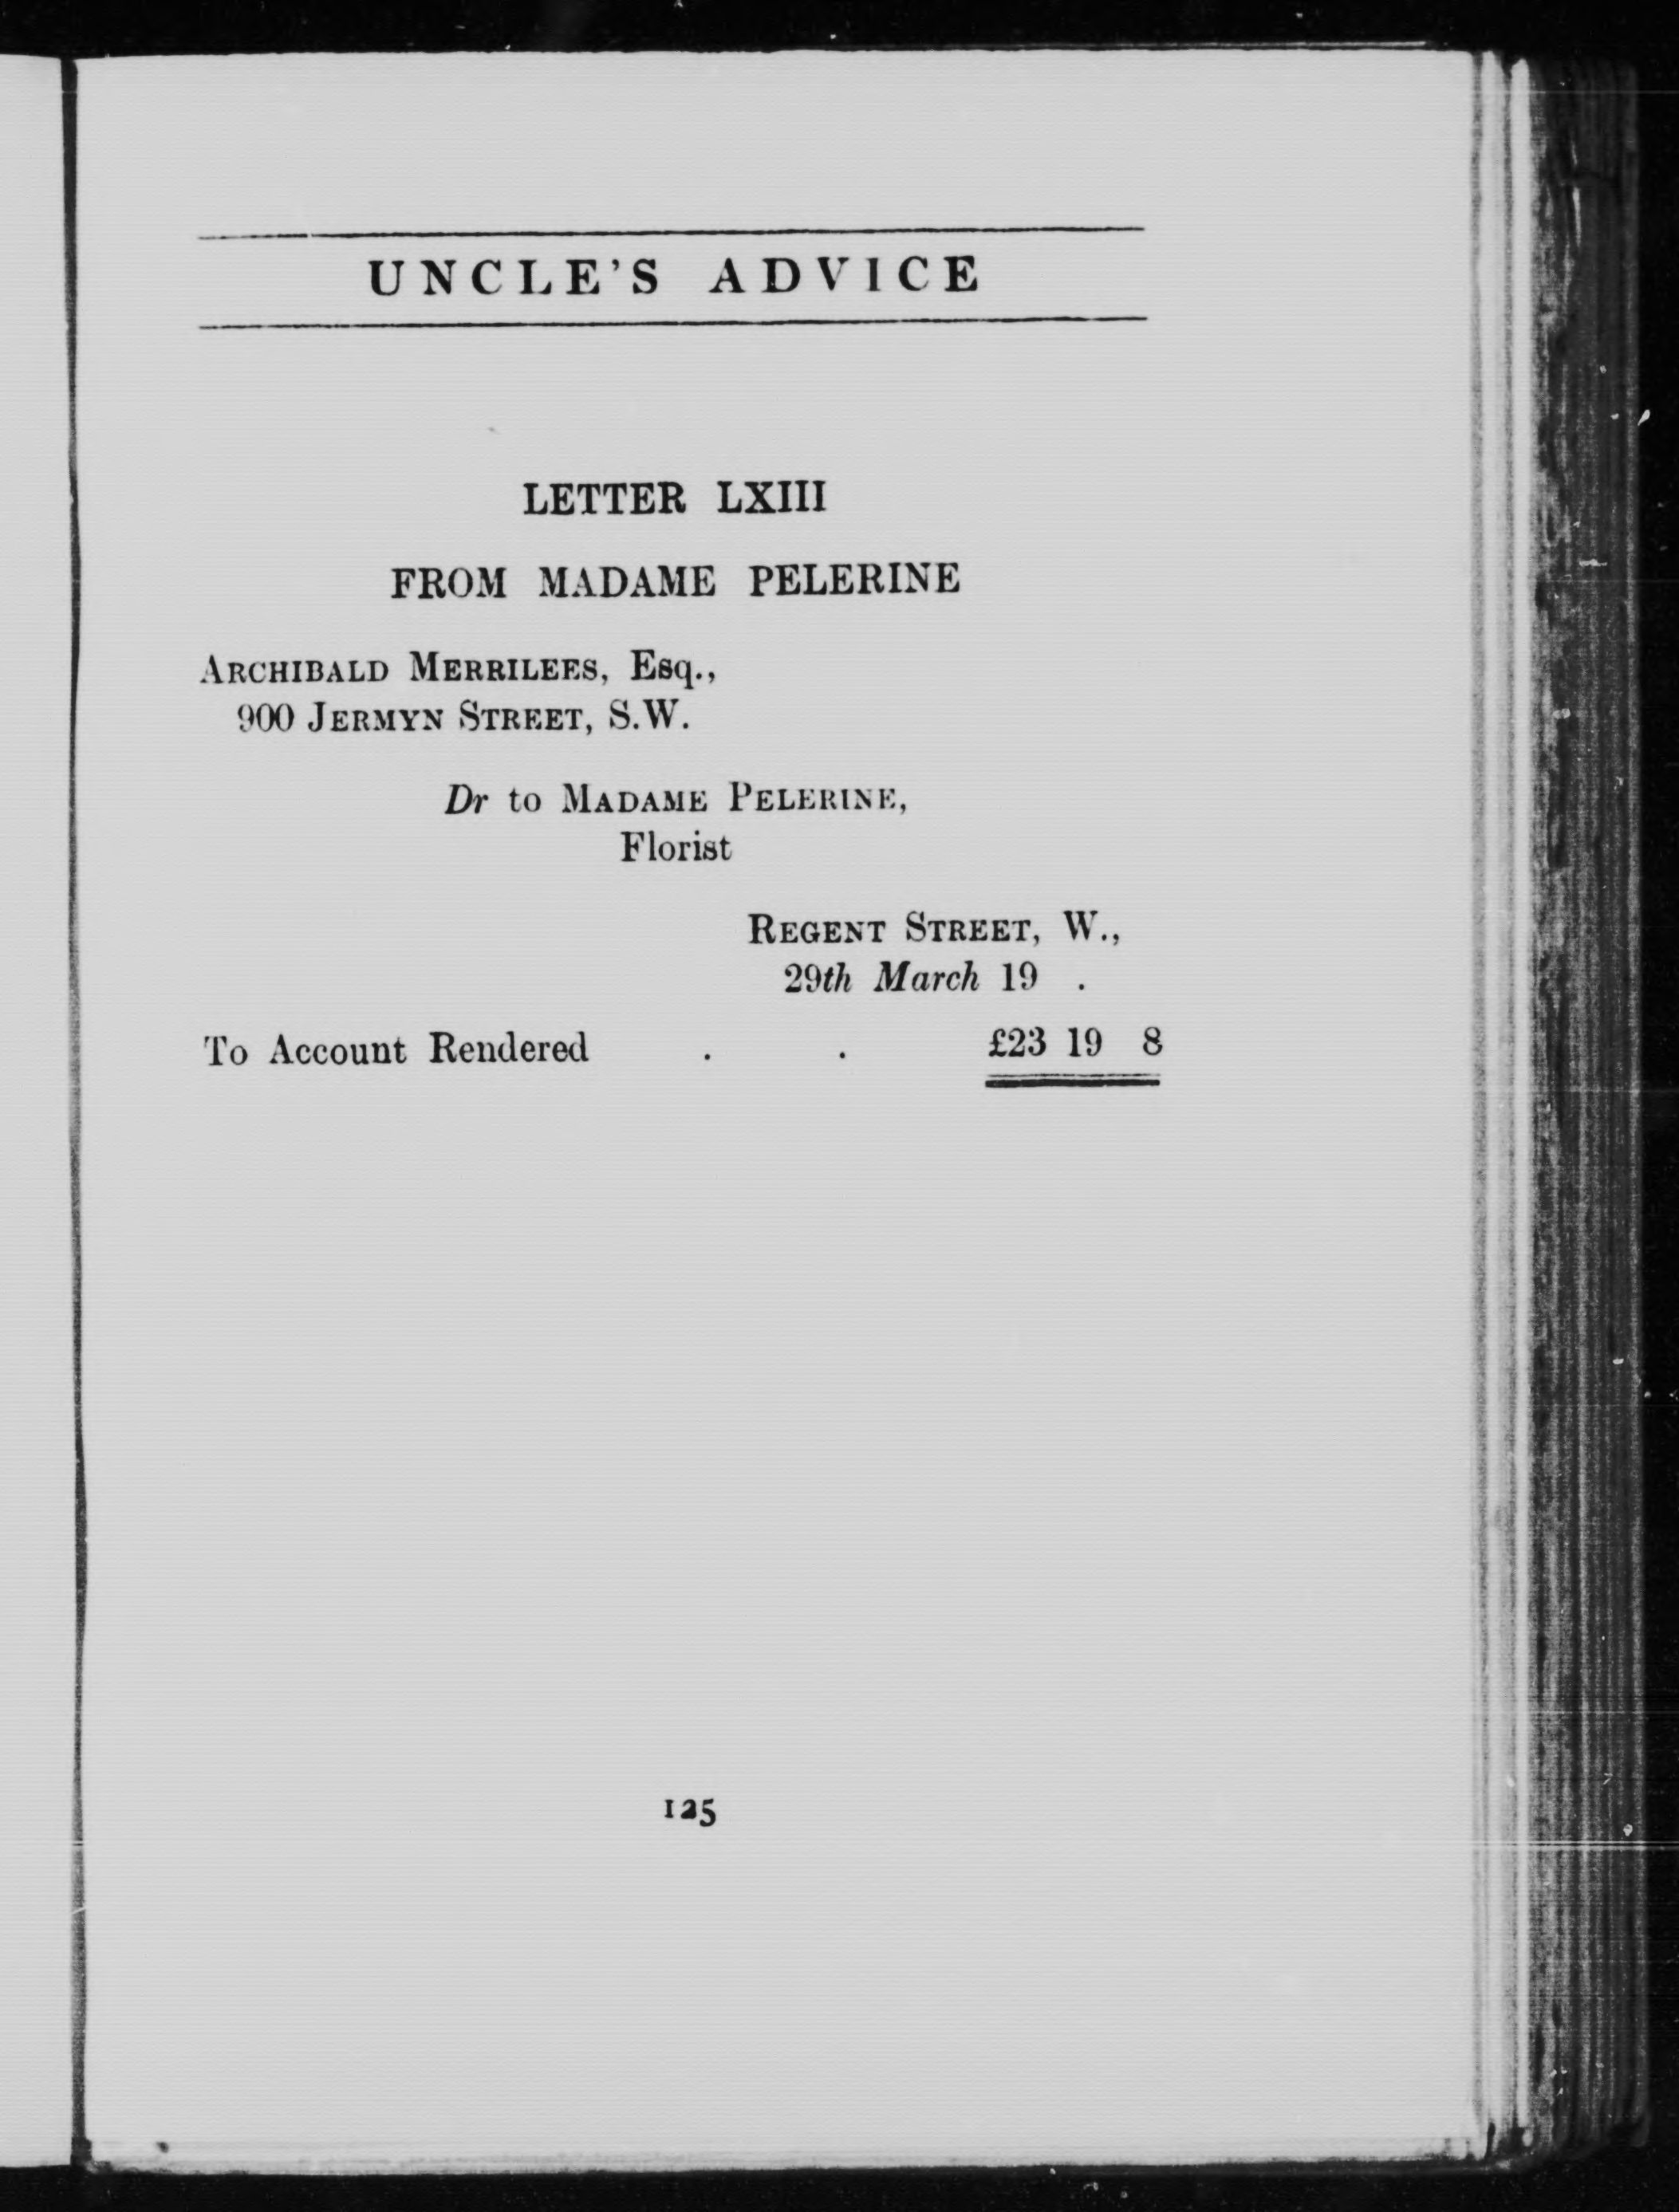 UNCLE'S ADVICE
LETTER LXIII
FROM MADAME PELERINE
ARCHIBALD MERRILEES, Esq.,
900 JERMYN STREET, S.W.
Dr to MADAME PELERINE,
Florist
REGENT STREET, W.,
29th March 19 .
To Account Rendered . . £23 19 8
125